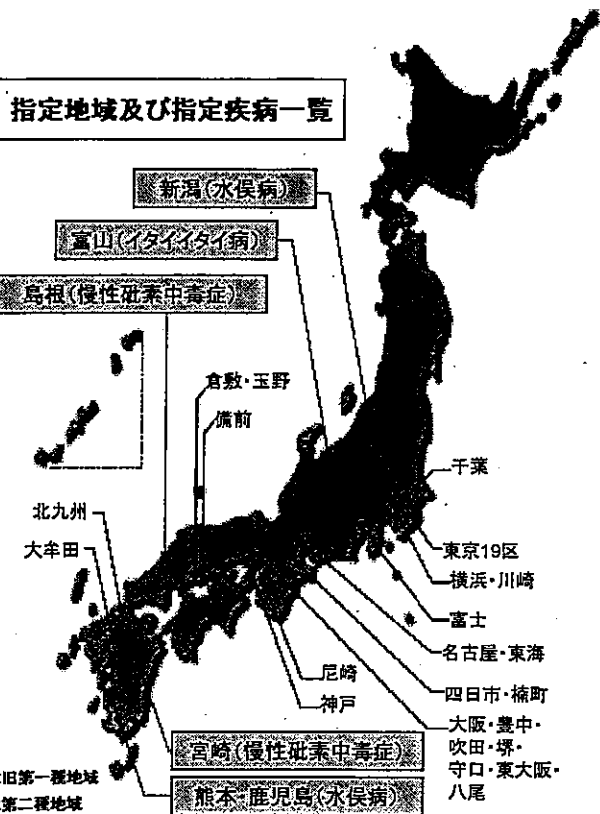 指定地域及び指定疾病一覧
新潟(水俣病)
富山(イタイイタイ病)
島根(慢性砒素中毒症)
倉敷・玉野
備前
北九州
大牟田
千葉
東京19区
横浜・川崎
富士
名古屋・東海
四日市・楠町
大阪・豊中・
吹田・堺・
守口・東大阪・
八尾
尼崎
神戸
宮崎(慢性砒素中毒症)
熊本・鹿児島(水俣病)
旧第一種地域
第二種地域